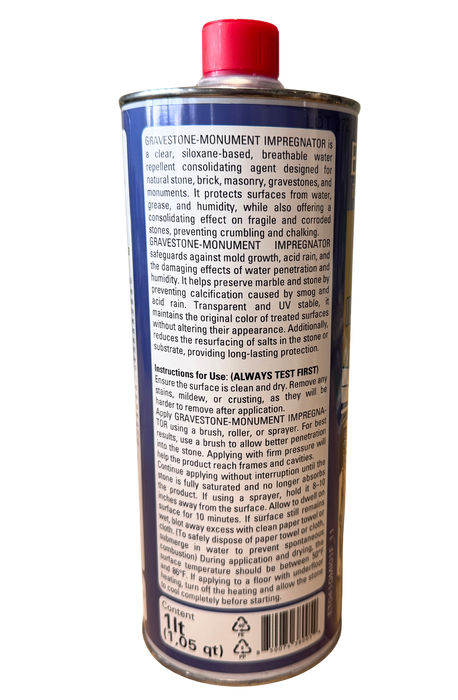 GRAVESTONE-MONUMENT IMPREGNATOR is
a clear, siloxane-based, breathable water
repellent consolidating agent designed for
natural stone, brick, masonry, gravestones, and
monuments. It protects surfaces from water,
grease, and humidity, while also offering a
consolidating effect on fragile and corroded
stones, preventing crumbling and chalking.
GRAVESTONE-MONUMENT IMPREGNATOR
safeguards against mold growth, acid rain, and
the damaging effects of water penetration and
humidity. It helps preserve marble and stone by
preventing calcification caused by smog and
acid rain. Transparent and UV stable, it
maintains the original color of treated surfaces
without altering their appearance. Additionally,
reduces the resurfacing of salts in the stone or
substrate, providing long-lasting protection.
Instructions for Use: (ALWAYS TEST FIRST)
Ensure the surface is clean and dry. Remove any
stains, mildew, or crusting, as they will be
harder to remove after application.
Apply GRAVESTONE-MONUMENT IMPREGNA-
TOR using a brush, roller, or sprayer. For best
results, use a brush to allow better penetration
into the stone. Applying with firm pressure will
help the product reach frames and cavities.
Continue applying without interruption until the
stone is fully saturated and no longer absorbs
the product. If using a sprayer, hold it 8-10
inches away from the surface. Allow to dwell on
surface for 10 minutes. If surface still remains
wet, blot away excess with clean paper towel or
cloth. (To safely dispose of paper towel or cloth,
submerge in water to prevent spontaneous
combustion) During application and drying, the
surface temperature should be between 50°F
and 86°F. If applying to a floor with underfloor
heating, turn off the heating and allow the stone
to cool completely before starting.
Content
1lt
(1,05 qt)